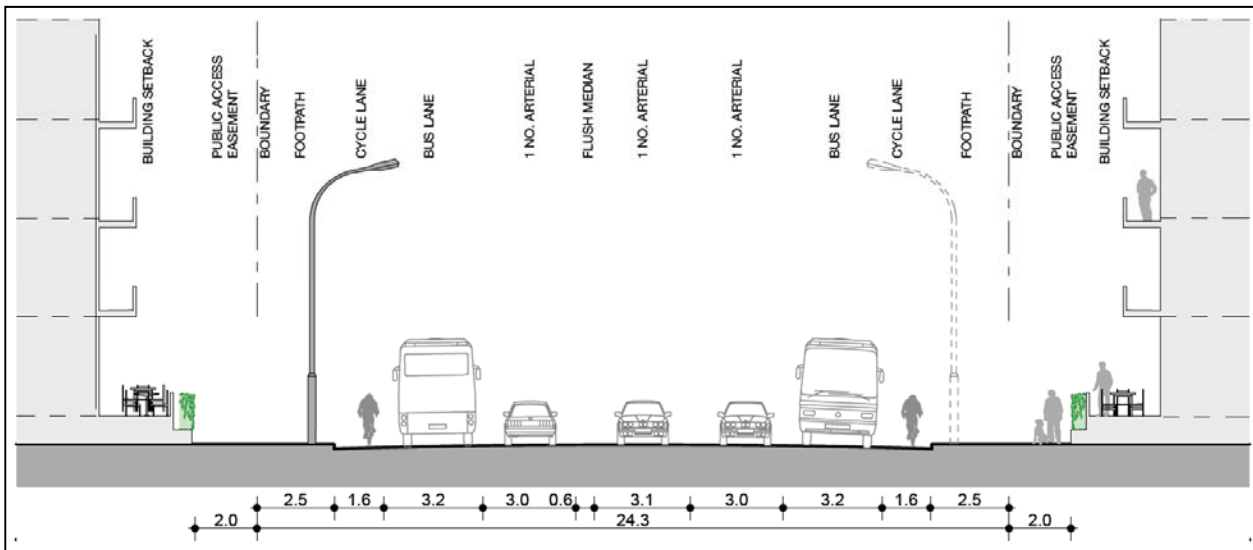 BUILDING SETBACK
PUBLIC ACCESS
EASEMENT
BOUNDARY
FOOTPATH
CYCLE LANE
BUS LANE
1 NO. ARTERIAL
FLUSH MEDIAN
1 NO. ARTERIAL
1 NO. ARTERIAL
BUS LANE
CYCLE LANE
FOOTPATH
BOUNDARY
PUBLIC ACCESS
EASEMENT
BUILDING SETBACK
2.5 1.6 3.2 3.0 0.6 3.1 3.0 3.2 1.6 2.5
2.0 24.3 2.0